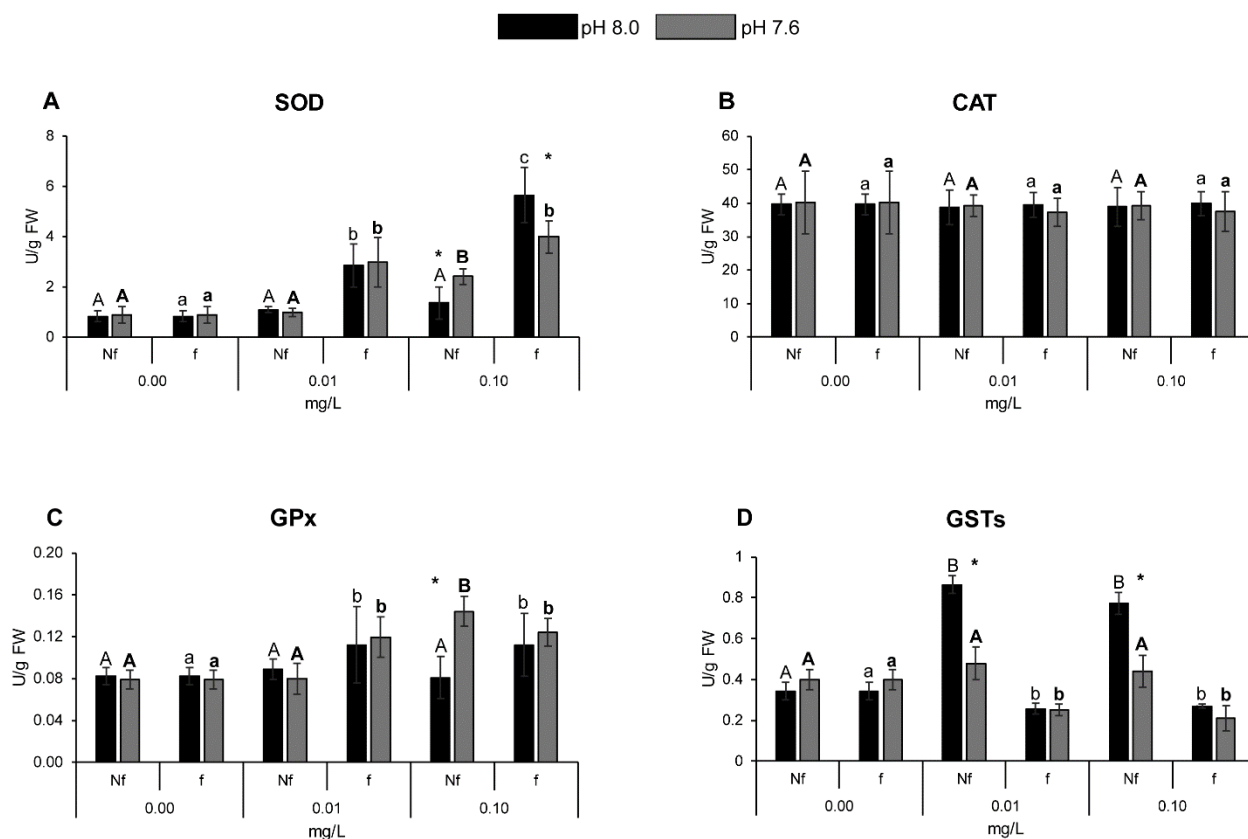 pH 8.0 pH 7.6
A SOD
U/g FW
8
6
4
2
0
A A a a A A b b * A B c * b
Nf f Nf f Nf f
0.00 0.01 0.10
mg/L
B CAT
U/g FW
60
50
40
30
20
10
0
A A a a A A a a A A a a
Nf f Nf f Nf f
0.00 0.01 0.10
mg/L
C GPx
U/g FW
0.20
0.16
0.12
0.08
0.04
0.00
A A a a A A b b * A B b b
Nf f Nf f Nf f
0.00 0.01 0.10
mg/L
D GSTs
U/g FW
1
0.8
0.6
0.4
0.2
0
A A a a B * A b b B * A b b
Nf f Nf f Nf f
0.00 0.01 0.10
mg/L